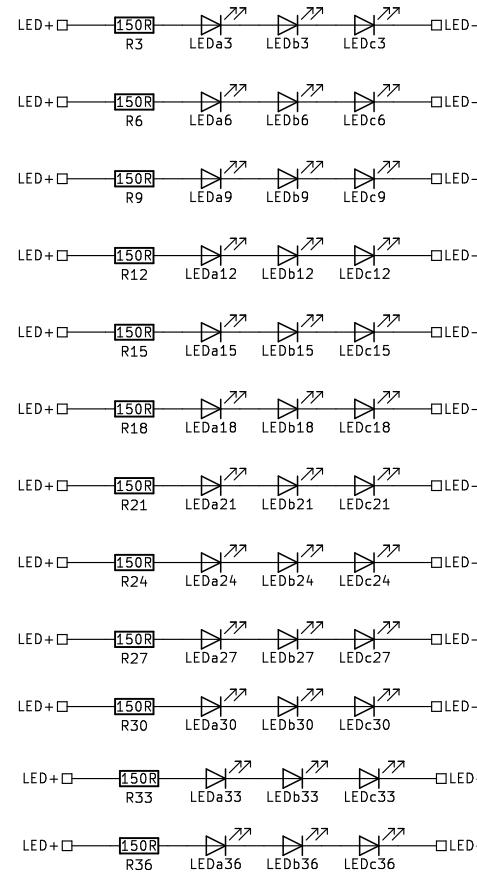 LED+ 150R LED-
R3 LEDa3 LEDb3 LEDc3
LED+ 150R LED-
R6 LEDa6 LEDb6 LEDc6
LED+ 150R LED-
R9 LEDa9 LEDb9 LEDc9
LED+ 150R LED-
R12 LEDa12 LEDb12 LEDc12
LED+ 150R LED-
R15 LEDa15 LEDb15 LEDc15
LED+ 150R LED-
R18 LEDa18 LEDb18 LEDc18
LED+ 150R LED-
R21 LEDa21 LEDb21 LEDc21
LED+ 150R LED-
R24 LEDa24 LEDb24 LEDc24
LED+ 150R LED-
R27 LEDa27 LEDb27 LEDc27
LED+ 150R LED-
R30 LEDa30 LEDb30 LEDc30
LED+ 150R LED-
R33 LEDa33 LEDb33 LEDc33
LED+ 150R LED-
R36 LEDa36 LEDb36 LEDc36